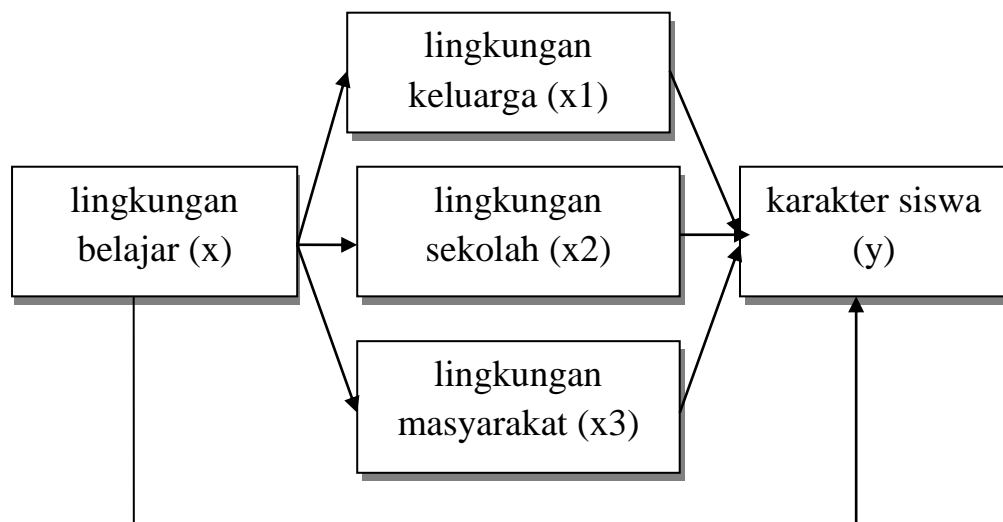 lingkungan
keluarga (x1)
lingkungan
belajar (x)
lingkungan
sekolah (x2)
karakter siswa
(y)
lingkungan
masyarakat (x3)